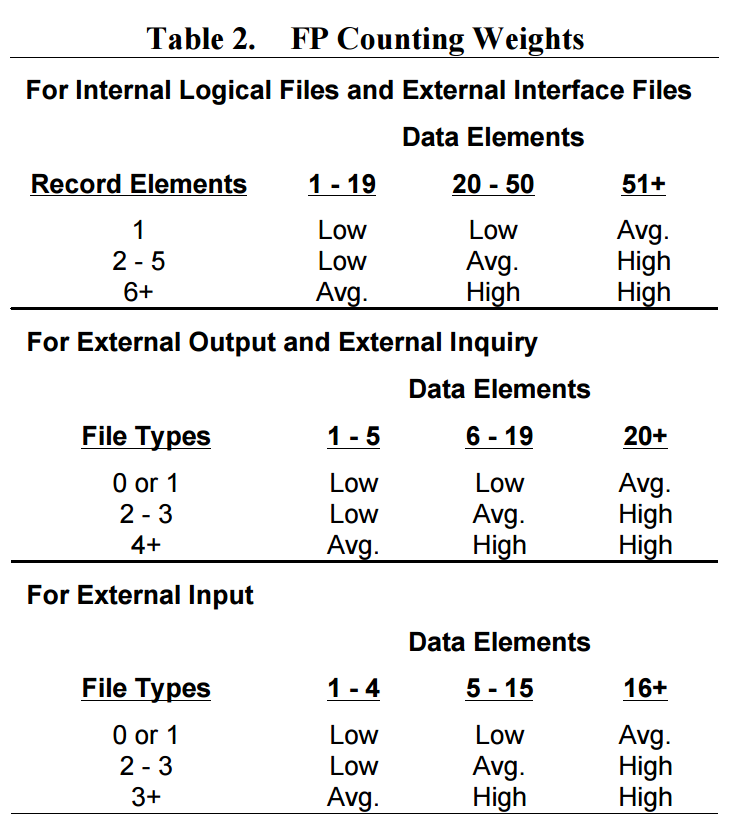 Table 2. FP Counting Weights
For Internal Logical Files and External Interface Files
Data Elements
Record Elements 1 - 19 20 - 50 51+
1 Low Low Avg.
2 - 5 Low Avg. High
6+ Avg. High High
For External Output and External Inquiry
Data Elements
File Types 1 - 5 6 - 19 20+
0 or 1 Low Low Avg.
2 - 3 Low Avg. High
4+ Avg. High High
For External Input
Data Elements
File Types 1 - 4 5 - 15 16+
0 or 1 Low Low Avg.
2 - 3 Low Avg. High
3+ Avg. High High